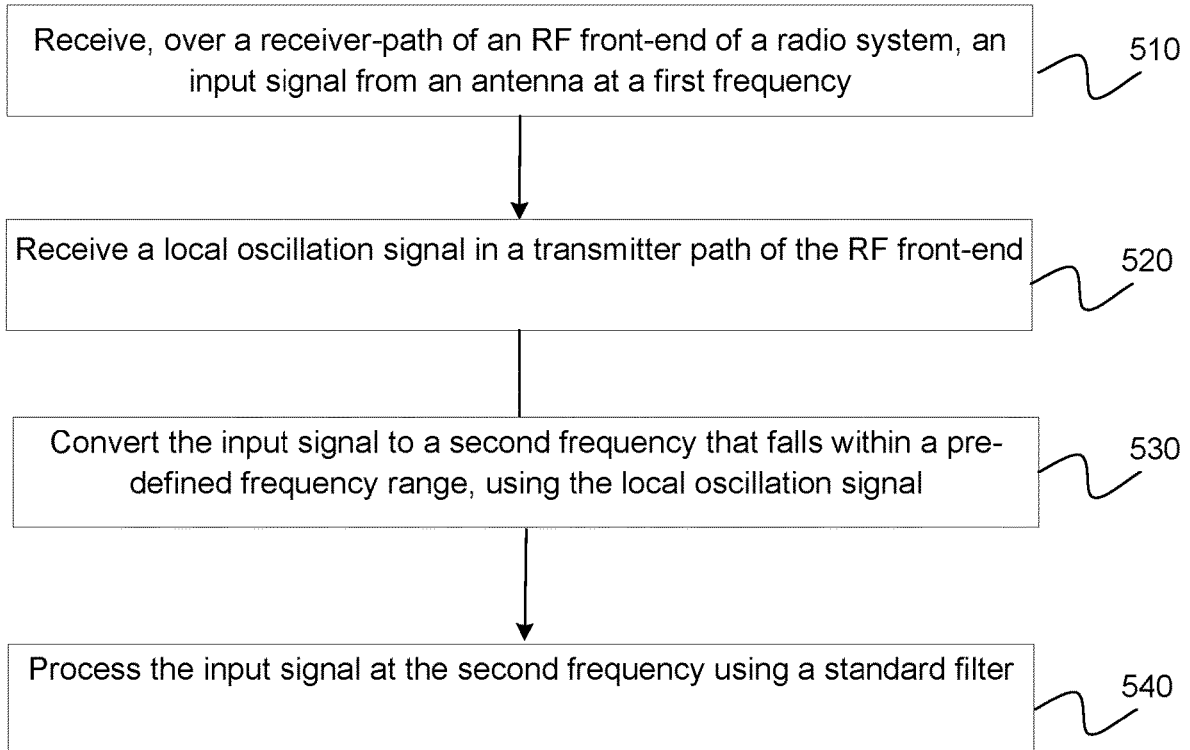 Receive, over a receiver-path of an RF front-end of a radio system, an
input signal from an antenna at a first frequency
510
Receive a local oscillation signal in a transmitter path of the RF front-end
520
Convert the input signal to a second frequency that falls within a pre-
defined frequency range, using the local oscillation signal
530
Process the input signal at the second frequency using a standard filter
540